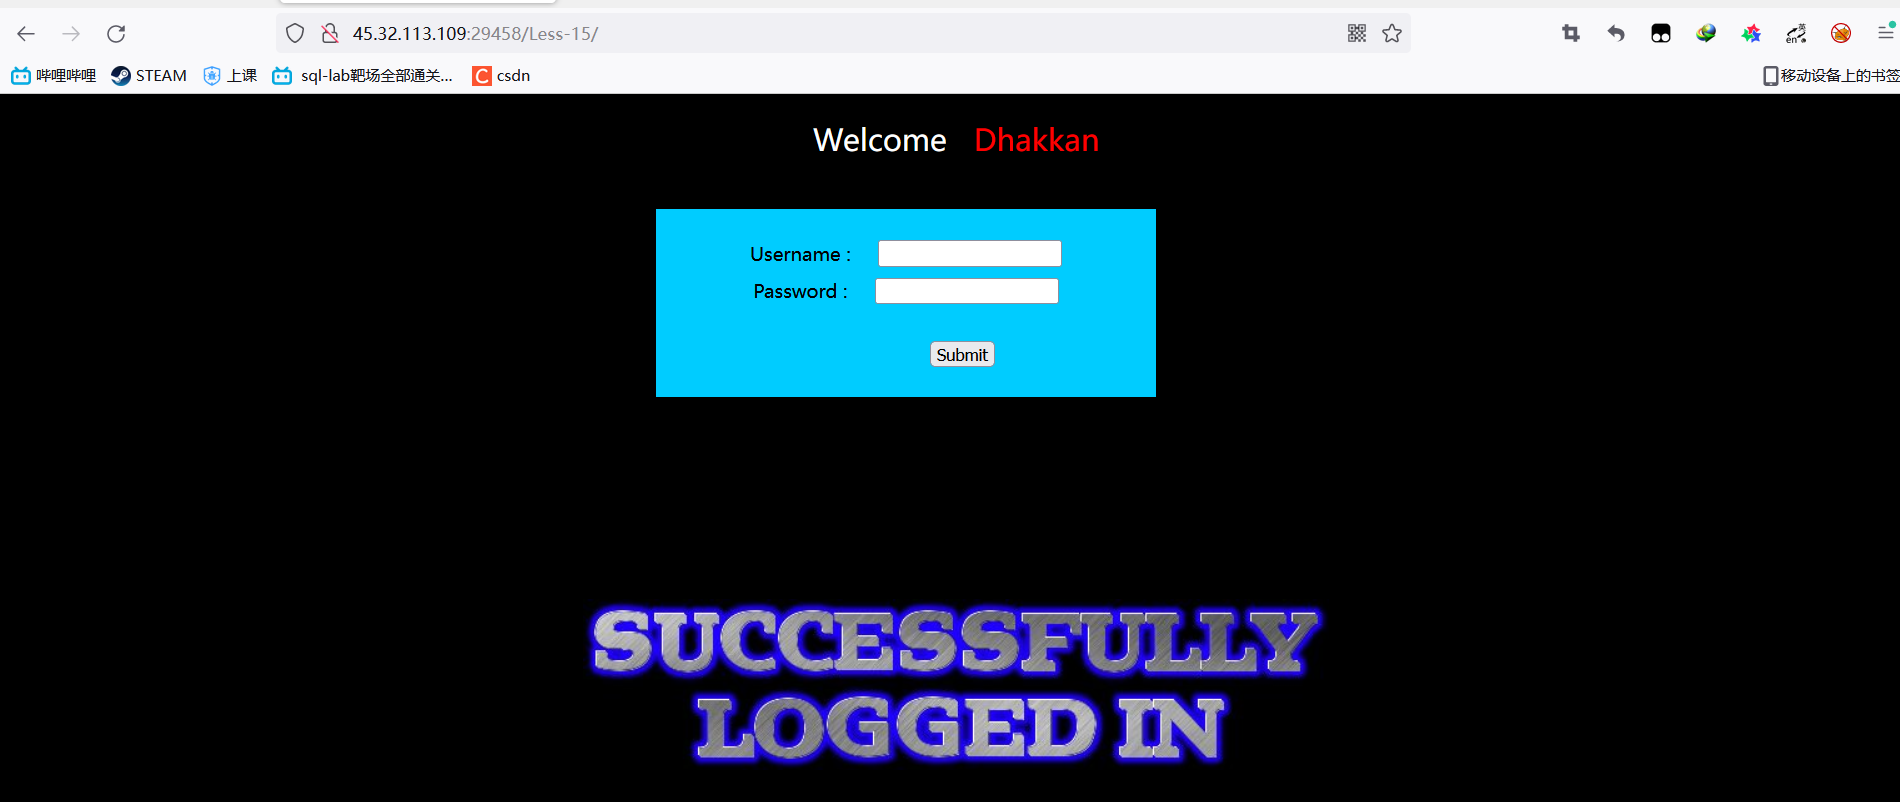 45.32.113.109:29458/Less-15/
英
en
哔哩哔哩 STEAM 上课 sql-lab靶场全部通关... C csdn 移动设备上的书签
Welcome Dhakkan
Username :
Password :
Submit
SUCCESSFULLY
LOGGED IN